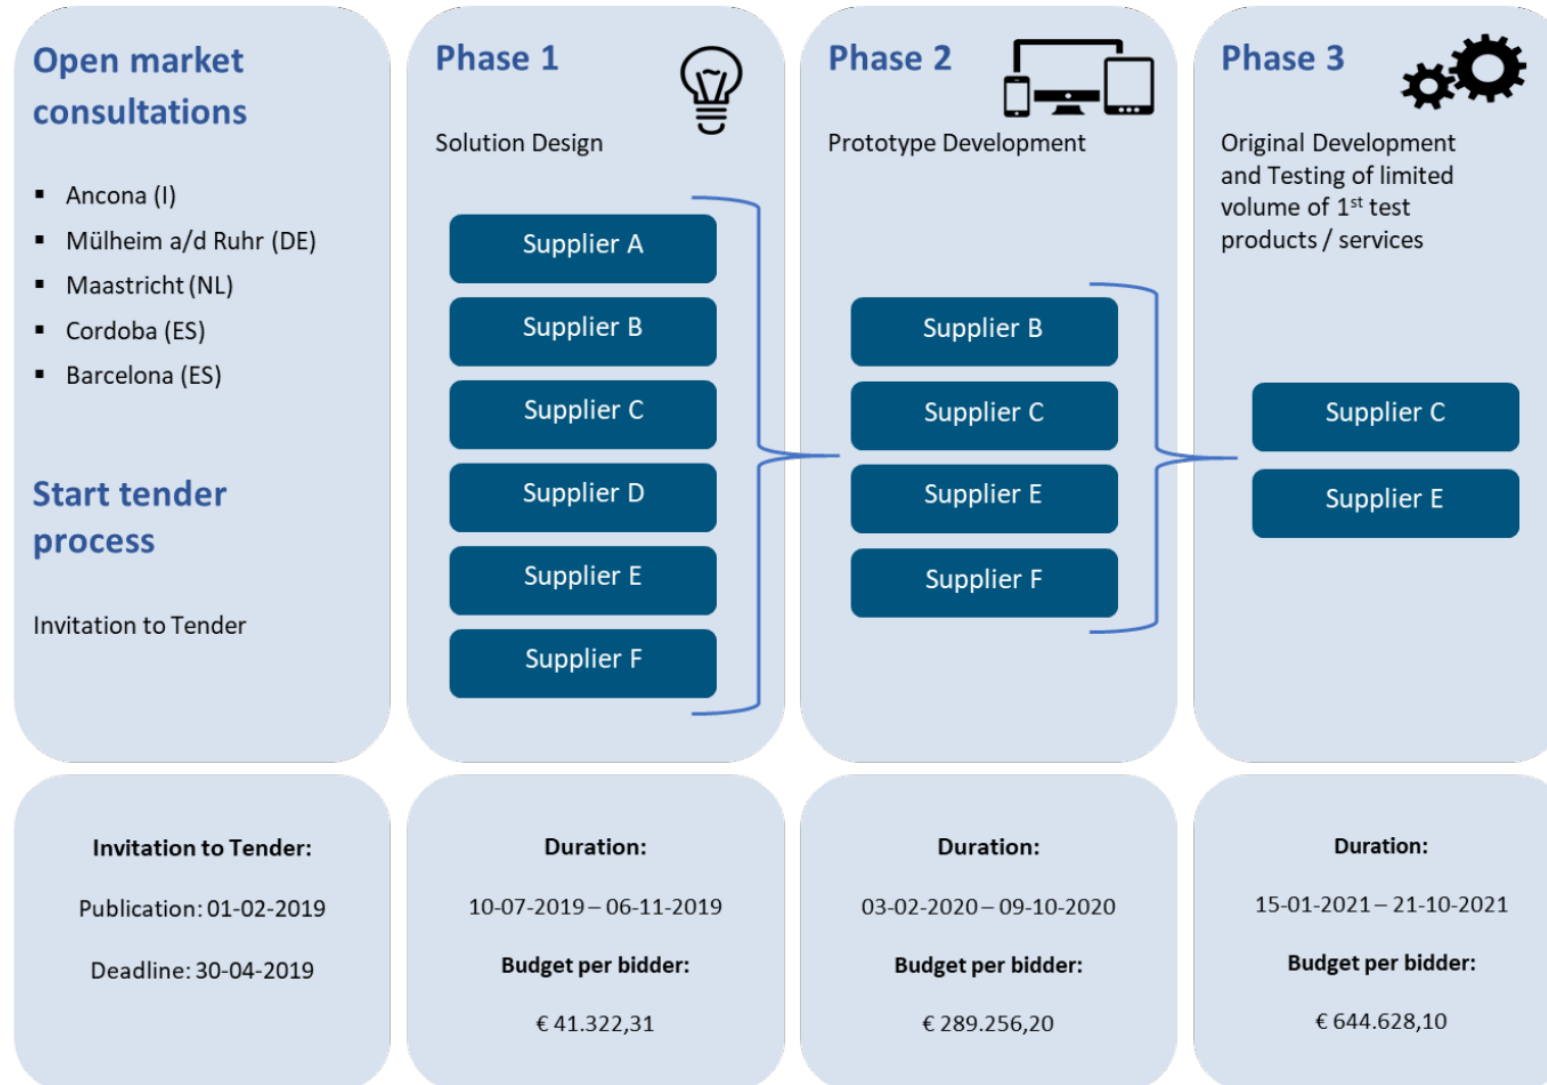 Open market
consultations
▪ Ancona (I)
▪ Mülheim a/d Ruhr (DE)
▪ Maastricht (NL)
▪ Cordoba (ES)
▪ Barcelona (ES)
Start tender
process
Invitation to Tender
Phase 1
Solution Design
Supplier A
Supplier B
Supplier C
Supplier D
Supplier E
Supplier F
Phase 2
Prototype Development
Supplier B
Supplier C
Supplier E
Supplier F
Phase 3
Original Development
and Testing of limited
volume of 1st test
products / services
Supplier C
Supplier E
Invitation to Tender:
Publication: 01-02-2019
Deadline: 30-04-2019
Duration:
10-07-2019 – 06-11-2019
Budget per bidder:
€ 41.322,31
Duration:
03-02-2020 – 09-10-2020
Budget per bidder:
€ 289.256,20
Duration:
15-01-2021 – 21-10-2021
Budget per bidder:
€ 644.628,10